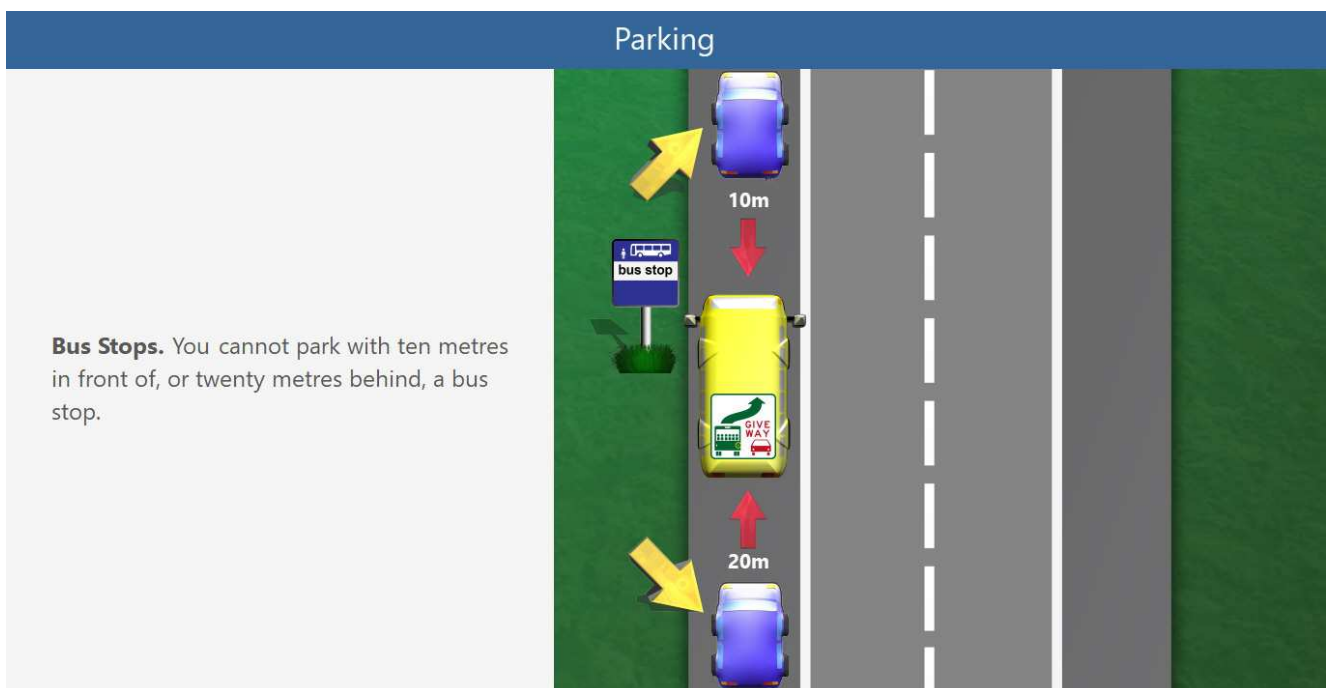 Parking
Bus Stops. You cannot park with ten metres
in front of, or twenty metres behind, a bus
stop.
10m
bus stop
GIVE
WAY
20m